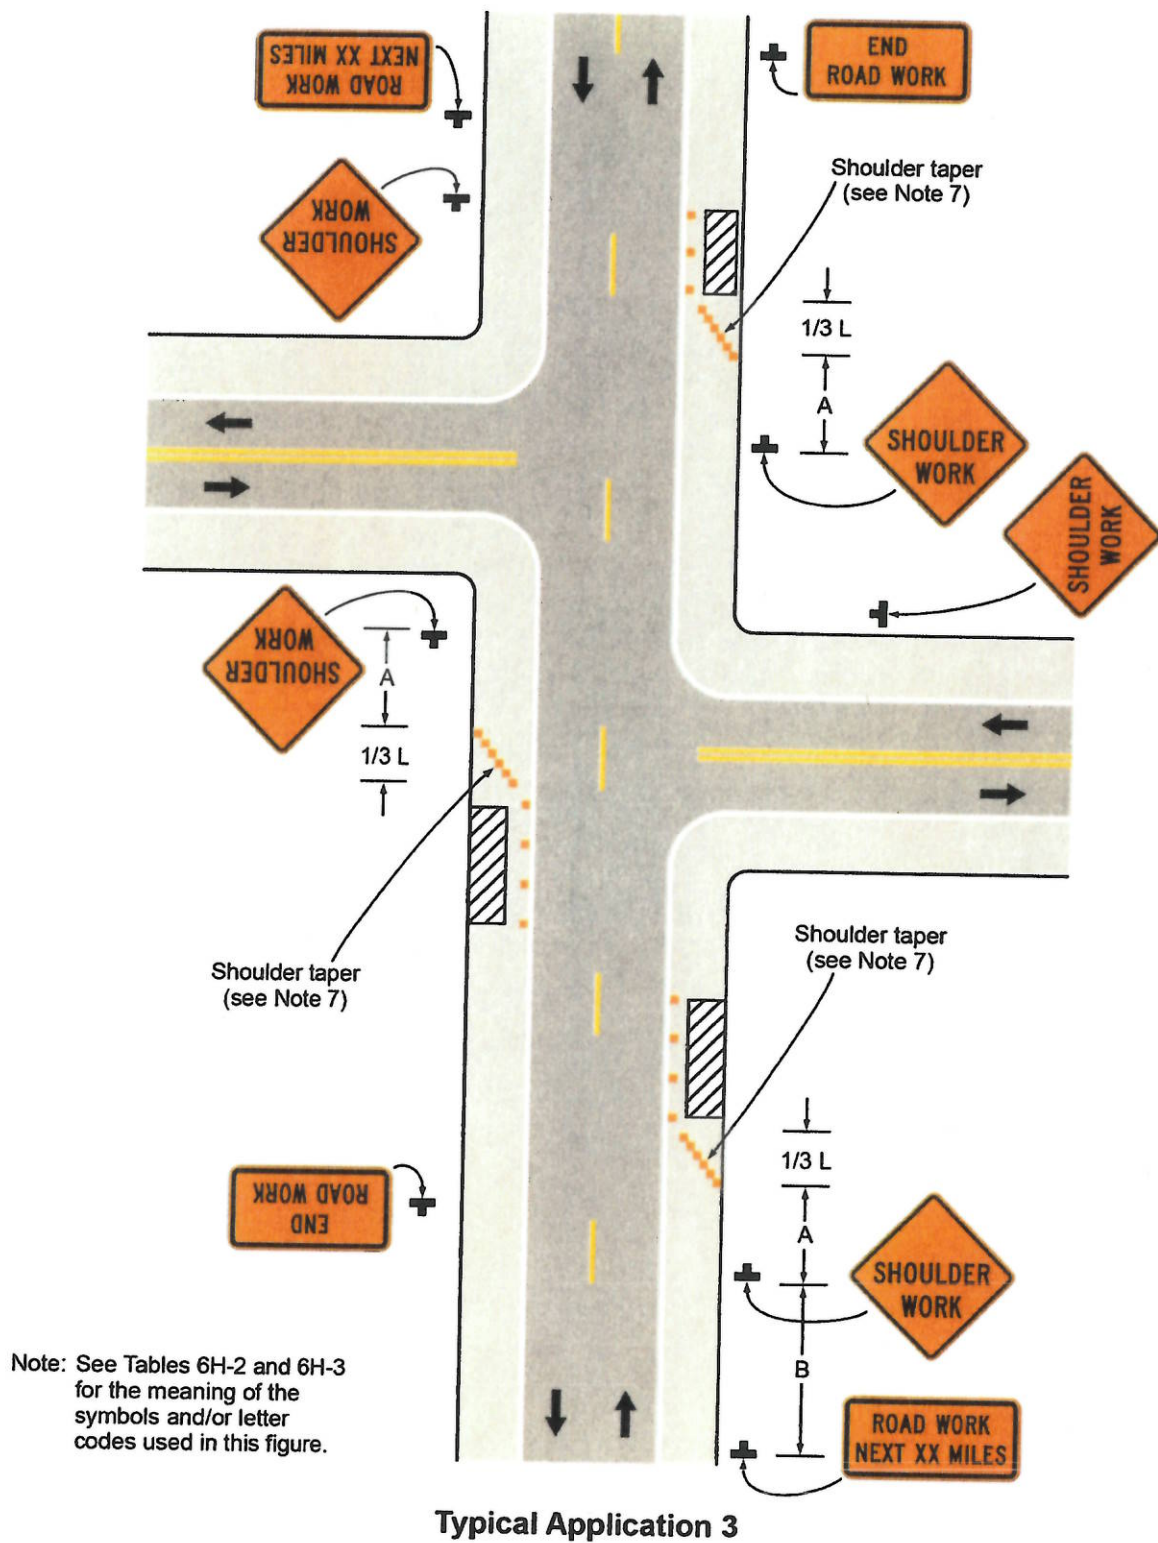 ROAD WORK
NEXT XX MILES
END
ROAD WORK
SHOULDER
WORK
Shoulder taper
(see Note 7)
1/3 L
A
SHOULDER
WORK
SHOULDER
WORK
SHOULDER
WORK
A
1/3 L
Shoulder taper
(see Note 7)
Shoulder taper
(see Note 7)
1/3 L
A
END
ROAD WORK
SHOULDER
WORK
B
ROAD WORK
NEXT XX MILES
Note: See Tables 6H-2 and 6H-3
for the meaning of the
symbols and/or letter
codes used in this figure.
Typical Application 3